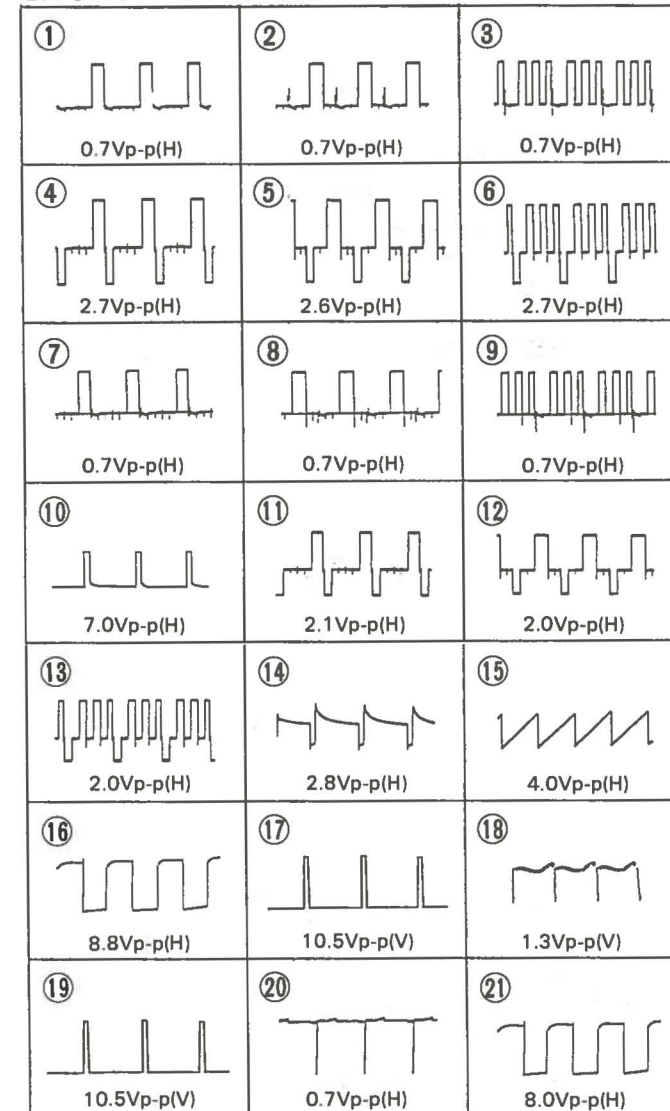 ① ② ③
0.7Vp-p(H) 0.7Vp-p(H) 0.7Vp-p(H)
④ ⑤ ⑥
2.7Vp-p(H) 2.6Vp-p(H) 2.7Vp-p(H)
⑦ ⑧ ⑨
0.7Vp-p(H) 0.7Vp-p(H) 0.7Vp-p(H)
⑩ ⑪ ⑫
7.0Vp-p(H) 2.1Vp-p(H) 2.0Vp-p(H)
⑬ ⑭ ⑮
2.0Vp-p(H) 2.8Vp-p(H) 4.0Vp-p(H)
⑯ ⑰ ⑱
8.8Vp-p(H) 10.5Vp-p(V) 1.3Vp-p(V)
⑲ ⑳ ㉑
10.5Vp-p(V) 0.7Vp-p(H) 8.0Vp-p(H)